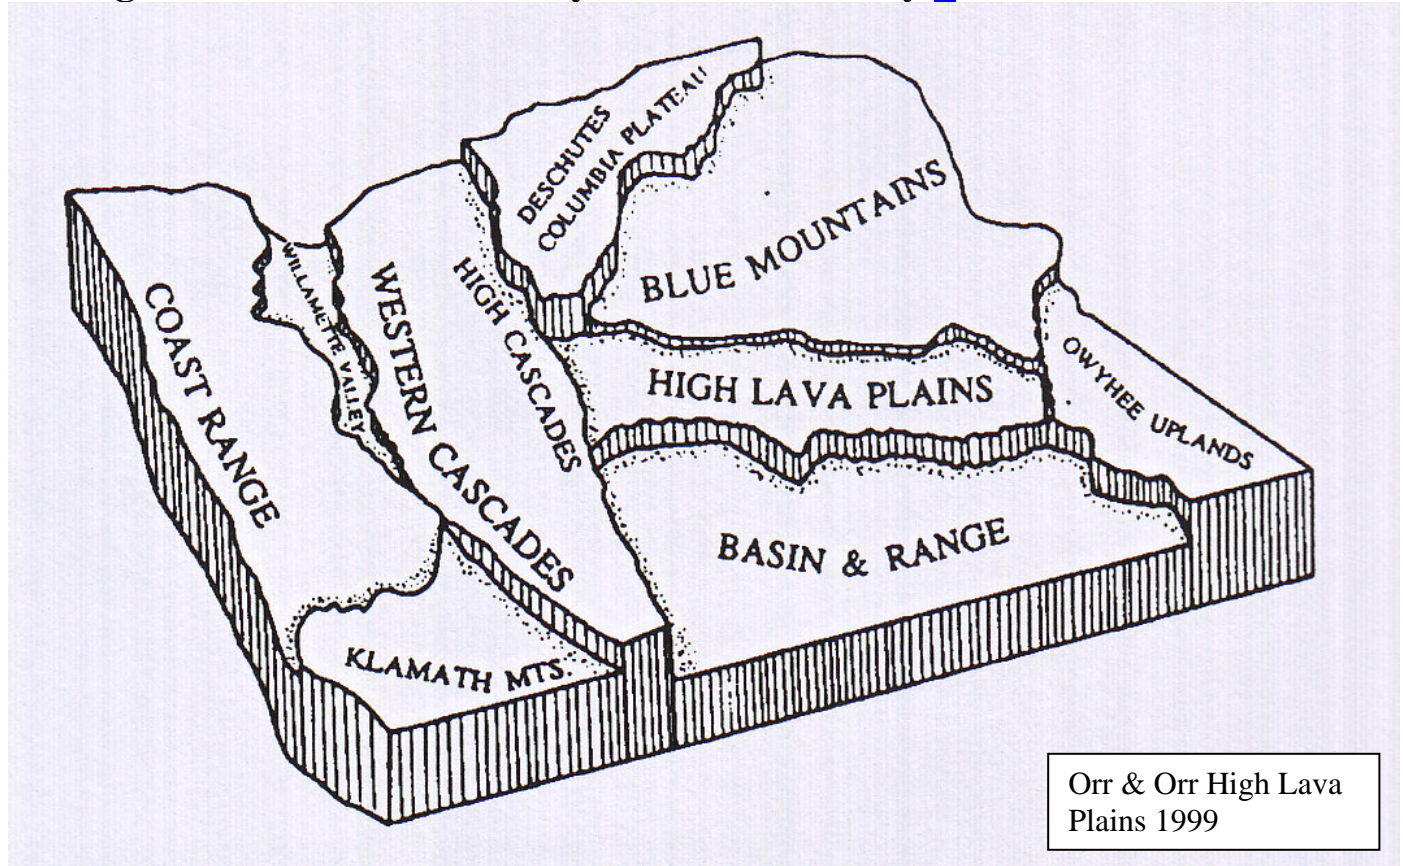 DESCHUTES
COLUMBIA PLATEAU
BLUE MOUNTAINS
WILLAMETTE VALLEY
COAST RANGE
WESTERN CASCADES
HIGH CASCADES
HIGH LAVA PLAINS
OWYHEE UPLANDS
BASIN & RANGE
KLAMATH MTS.
Orr & Orr High Lava
Plains 1999